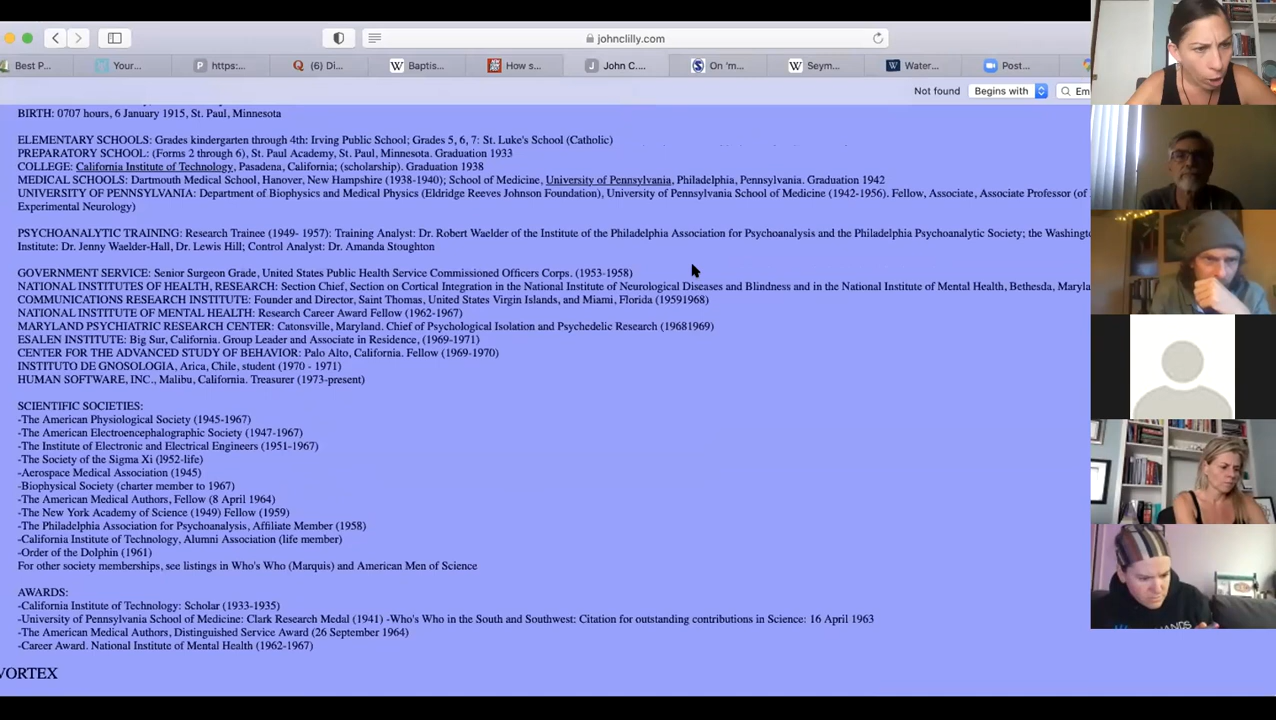 johnclilly.com
Best P...
Your...
https:...
(6) Di...
Baptis...
How s...
John C....
On 'm...
Seym...
Water...
Post...
Not found
Begins with
Em
BIRTH: 0707 hours, 6 January 1915, St. Paul, Minnesota
ELEMENTARY SCHOOLS: Grades kindergarten through 4th: Irving Public School; Grades 5, 6, 7: St. Luke's School (Catholic)
PREPARATORY SCHOOL: (Forms 2 through 6), St. Paul Academy, St. Paul, Minnesota. Graduation 1933
COLLEGE: California Institute of Technology, Pasadena, California; (scholarship). Graduation 1938
MEDICAL SCHOOLS: Dartmouth Medical School, Hanover, New Hampshire (1938-1940); School of Medicine, University of Pennsylvania, Philadelphia, Pennsylvania. Graduation 1942
UNIVERSITY OF PENNSYLVANIA: Department of Biophysics and Medical Physics (Eldridge Reeves Johnson Foundation), University of Pennsylvania School of Medicine (1942-1956). Fellow, Associate, Associate Professor (of
Experimental Neurology)
PSYCHOANALYTIC TRAINING: Research Trainee (1949- 1957): Training Analyst: Dr. Robert Waelder of the Institute of the Philadelphia Association for Psychoanalysis and the Philadelphia Psychoanalytic Society; the Washingto
Institute: Dr. Jenny Waelder-Hall, Dr. Lewis Hill; Control Analyst: Dr. Amanda Stoughton
GOVERNMENT SERVICE: Senior Surgeon Grade, United States Public Health Service Commissioned Officers Corps. (1953-1958)
NATIONAL INSTITUTES OF HEALTH, RESEARCH: Section Chief, Section on Cortical Integration in the National Institute of Neurological Diseases and Blindness and in the National Institute of Mental Health, Bethesda, Maryla
COMMUNICATIONS RESEARCH INSTITUTE: Founder and Director, Saint Thomas, United States Virgin Islands, and Miami, Florida (19591968)
NATIONAL INSTITUTE OF MENTAL HEALTH: Research Career Award Fellow (1962-1967)
MARYLAND PSYCHIATRIC RESEARCH CENTER: Catonsville, Maryland. Chief of Psychological Isolation and Psychedelic Research (19681969)
ESALEN INSTITUTE: Big Sur, California. Group Leader and Associate in Residence, (1969-1971)
CENTER FOR THE ADVANCED STUDY OF BEHAVIOR: Palo Alto, California. Fellow (1969-1970)
INSTITUTO DE GNOSOLOGIA, Arica, Chile, student (1970 - 1971)
HUMAN SOFTWARE, INC., Malibu, California. Treasurer (1973-present)
SCIENTIFIC SOCIETIES:
-The American Physiological Society (1945-1967)
-The American Electroencephalographic Society (1947-1967)
-The Institute of Electronic and Electrical Engineers (1951-1967)
-The Society of the Sigma Xi (l952-life)
-Aerospace Medical Association (1945)
-Biophysical Society (charter member to 1967)
-The American Medical Authors, Fellow (8 April 1964)
-The New York Academy of Science (1949) Fellow (1959)
-The Philadelphia Association for Psychoanalysis, Affiliate Member (1958)
-California Institute of Technology, Alumni Association (life member)
-Order of the Dolphin (1961)
For other society memberships, see listings in Who's Who (Marquis) and American Men of Science
AWARDS:
-California Institute of Technology: Scholar (1933-1935)
-University of Pennsylvania School of Medicine: Clark Research Medal (1941) -Who's Who in the South and Southwest: Citation for outstanding contributions in Science: 16 April 1963
-The American Medical Authors, Distinguished Service Award (26 September 1964)
-Career Award. National Institute of Mental Health (1962-1967)
VORTEX